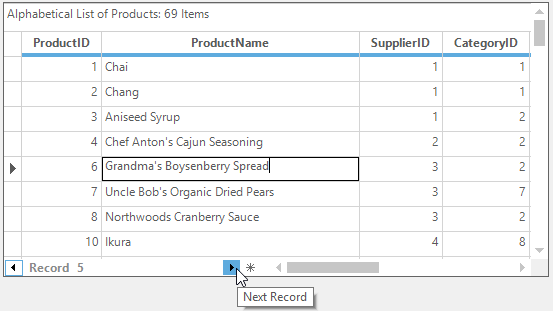 Alphabetical List of Products: 69 Items
ProductID ProductName SupplierID CategoryID
1 Chai 1 1
2 Chang 1 1
3 Aniseed Syrup 1 2
4 Chef Anton's Cajun Seasoning 2 2
6 Grandma's Boysenberry Spread 3 2
7 Uncle Bob's Organic Dried Pears 3 7
8 Northwoods Cranberry Sauce 3 2
10 Ikura 4 8
Record 5
Next Record